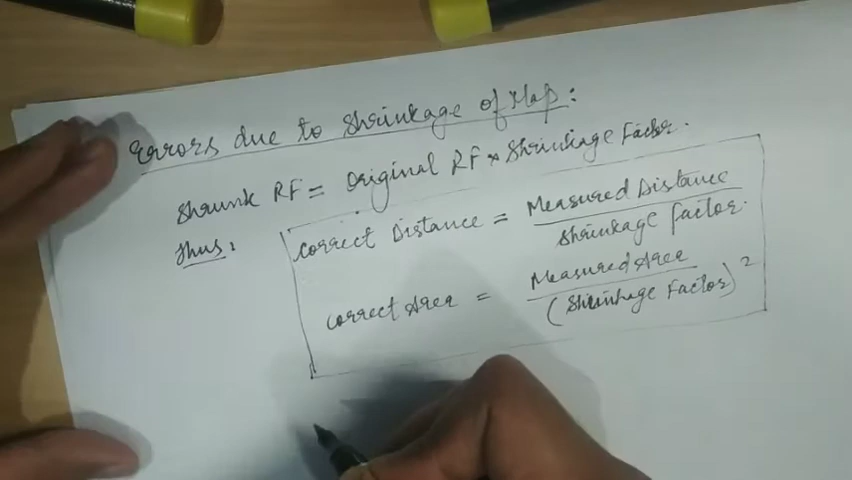 Errors due to Shrinkage of Map:
Shrunk RF = Original RF × Shrinkage Factor.
Thus,
Correct Distance = Measured Distance / Shrinkage factor.
Correct Area = Measured Area / (Shrinkage Factor)²